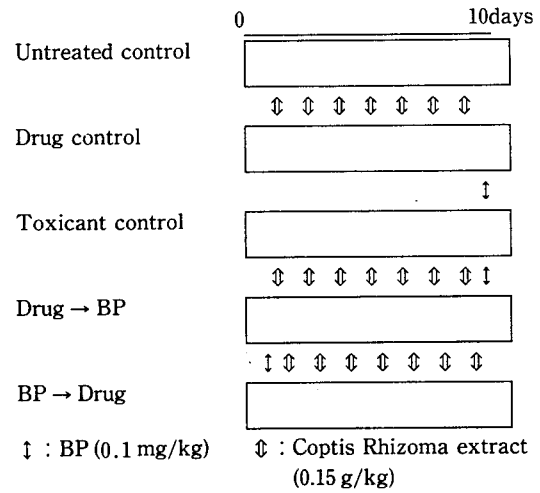 0 10days
Untreated control
Drug control
Toxicant control
Drug → BP
BP → Drug
↕ : BP (0.1 mg/kg) ⇕ : Coptis Rhizoma extract
(0.15 g/kg)